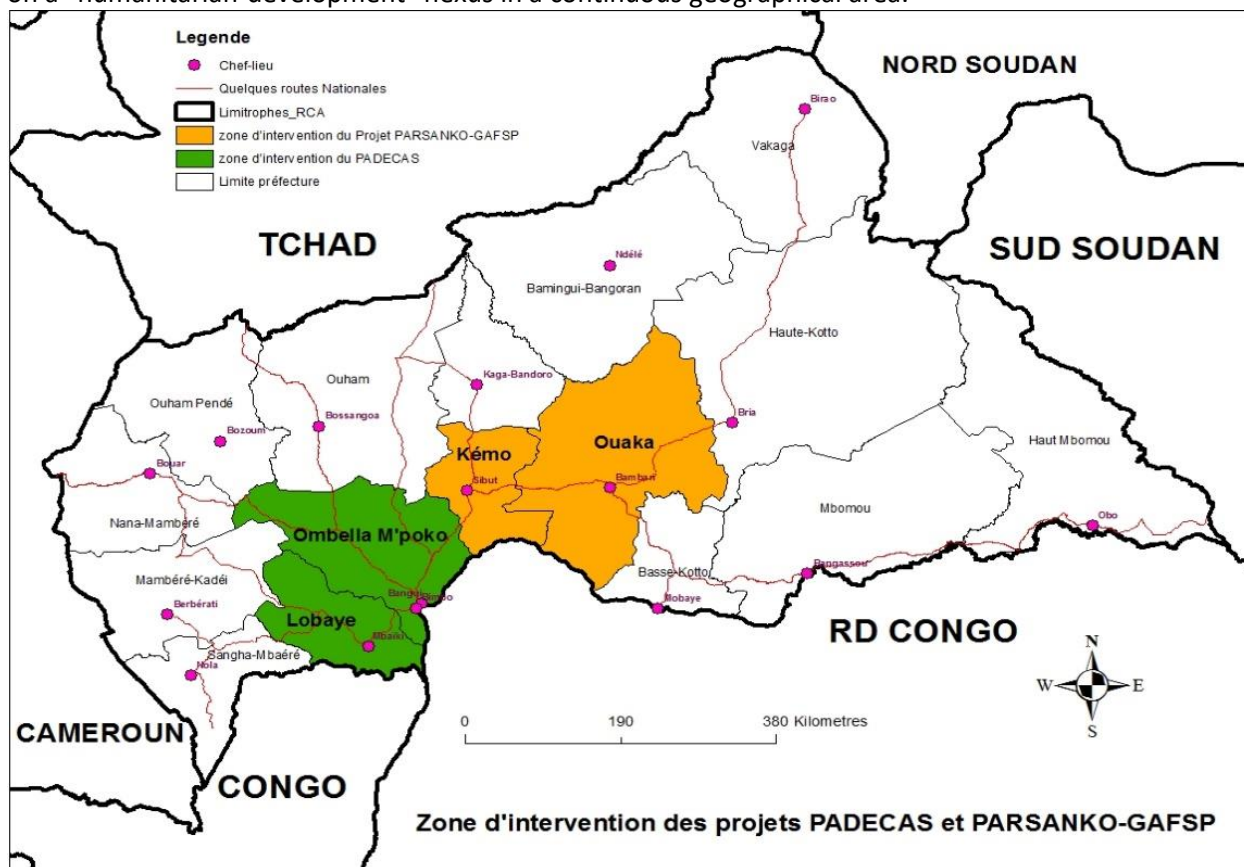 on a "humanitarian-development" nexus in a continuous geographical area.
Legende
Chef-lieu
Quelques routes Nationales
Limitrophes_RCA
zone d'intervention du Projet PARSANKO-GAFSP
zone d'intervention du PADECAS
Limite préfecture
NORD SOUDAN
Birao
Vakaga
TCHAD
SUD SOUDAN
Ndélé
Bamingui-Bangoran
Haute-Kotto
Kaga-Bandoro
Ouham
Ouham Pendé
Bossangoa
Bozoum
Bria
Ouaka
Haut Mbomou
Kémo
Bouar
Sibut
Bambari
Mbomou
Nana-Mambéré
Ombella M'poko
Obo
Basse-Kotto
Bangassou
Mambéré-Kadéi
Bangui
Bimbo
Mobaye
Berbérati
Lobaye
Mbaiki
RD CONGO
Sangha-Mbaéré
Nola
N
W
E
S
0
190
380 Kilometres
CAMEROUN
CONGO
Zone d'intervention des projets PADECAS et PARSANKO-GAFSP